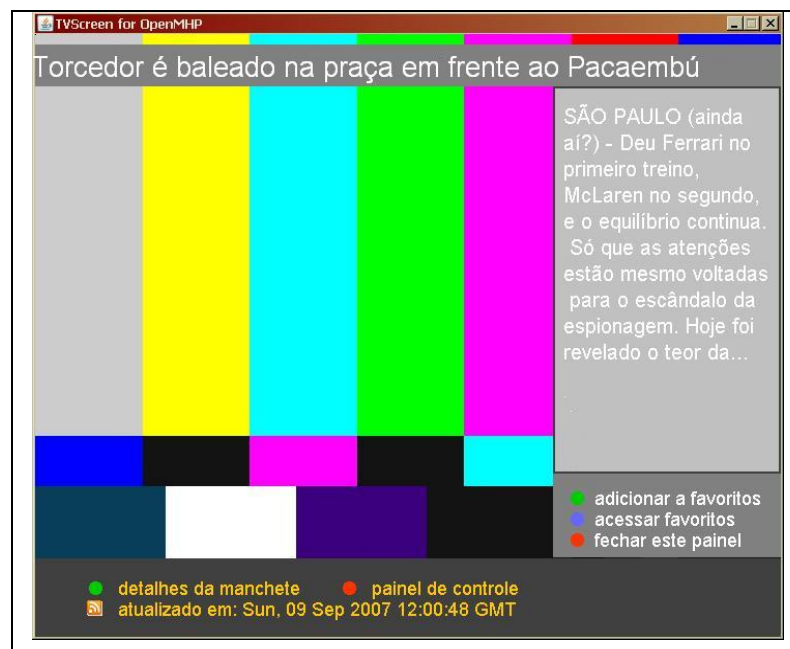 TVScreen for OpenMHP
Torcedor é baleado na praça em frente ao Pacaembú
SÃO PAULO (ainda
aí?) - Deu Ferrari no
primeiro treino,
McLaren no segundo,
e o equilíbrio continua.
Só que as atenções
estão mesmo voltadas
para o escândalo da
espionagem. Hoje foi
revelado o teor da...
adicionar a favoritos
acessar favoritos
fechar este painel
detalhes da manchete
painel de controle
atualizado em: Sun, 09 Sep 2007 12:00:48 GMT